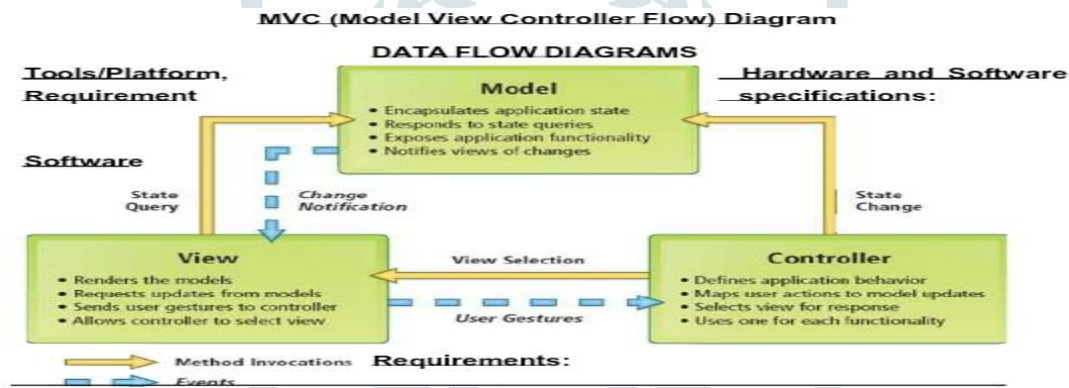 MVC (Model View Controller Flow) Diagram
DATA FLOW DIAGRAMS
Tools/Platform,
Requirement
Hardware and Software
specifications:
Software
Model
• Encapsulates application state
• Responds to state queries
• Exposes application functionality
• Notifies views of changes
State
Query
Change
Notification
State
Change
View
• Renders the models
• Requests updates from models
• Sends user gestures to controller
• Allows controller to select view
View Selection
User Gestures
Controller
• Defines application behavior
• Maps user actions to model updates
• Selects view for response
• Uses one for each functionality
Method Invocations
Requirements:
Events